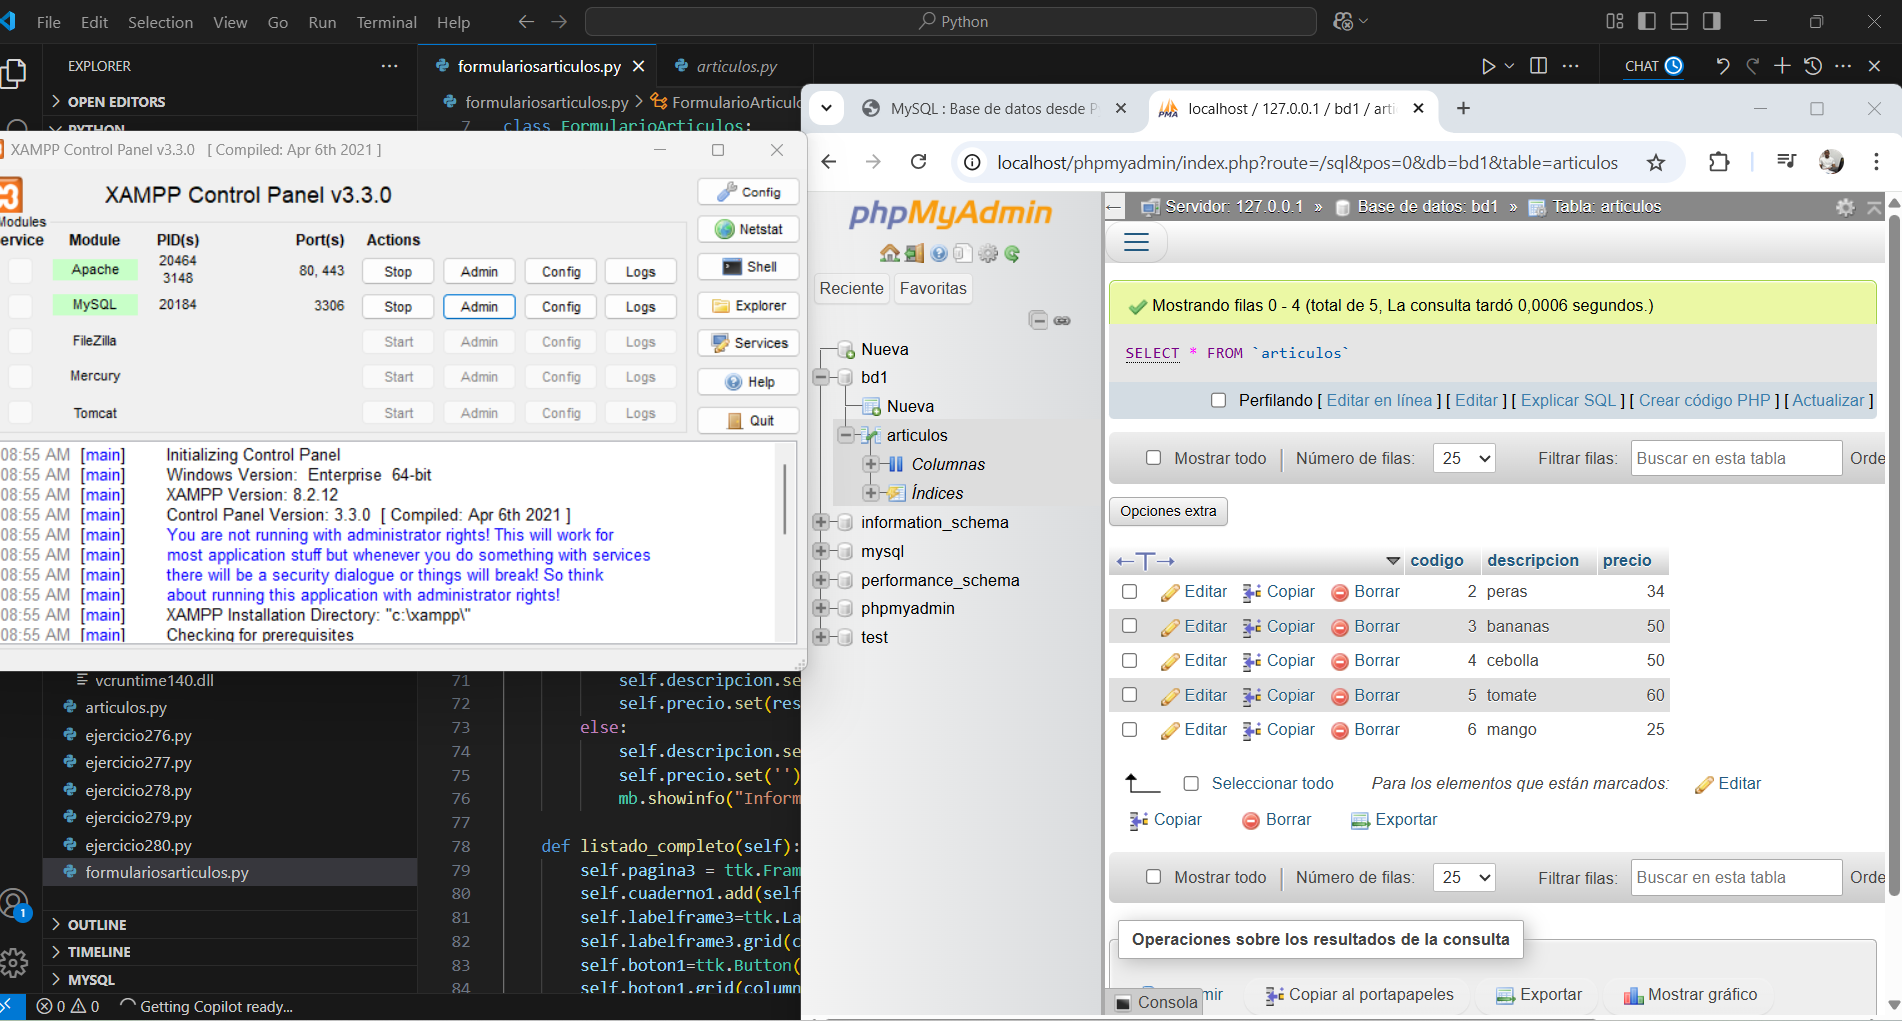 File Edit Selection View Go Run Terminal Help
Python
EXPLORER
OPEN EDITORS
PYTHON
formulariosarticulos.py
articulos.py
CHAT
formulariosarticulos.py > FormularioArticulo
7 class FormularioArticulos:
XAMPP Control Panel v3.3.0 [ Compiled: Apr 6th 2021 ]
XAMPP Control Panel v3.3.0
Modules
ervice Module PID(s) Port(s) Actions
Apache 20464 3148 80, 443 Stop Admin Config Logs
MySQL 20184 3306 Stop Admin Config Logs
FileZilla Start Admin Config Logs
Mercury Start Admin Config Logs
Tomcat Start Admin Config Logs
Config
Netstat
Shell
Explorer
Services
Help
Quit
08:55 AM [main] Initializing Control Panel
08:55 AM [main] Windows Version: Enterprise 64-bit
08:55 AM [main] XAMPP Version: 8.2.12
08:55 AM [main] Control Panel Version: 3.3.0 [ Compiled: Apr 6th 2021 ]
08:55 AM [main] You are not running with administrator rights! This will work for
08:55 AM [main] most application stuff but whenever you do something with services
08:55 AM [main] there will be a security dialogue or things will break! So think
08:55 AM [main] about running this application with administrator rights!
08:55 AM [main] XAMPP Installation Directory: "c:\xampp\"
08:55 AM [main] Checking for prerequisites
vcruntime140.dll
articulos.py
ejercicio276.py
ejercicio277.py
ejercicio278.py
ejercicio279.py
ejercicio280.py
formulariosarticulos.py
OUTLINE
TIMELINE
MYSQL
71 self.descripcion.se
72 self.precio.set(res
73 else:
74 self.descripcion.se
75 self.precio.set('')
76 mb.showinfo("Inform
77
78 def listado_completo(self):
79 self.pagina3 = ttk.Fram
80 self.cuaderno1.add(self
81 self.labelframe3=ttk.La
82 self.labelframe3.grid(c
83 self.boton1=ttk.Button(
84 self.boton1.grid(column
0 0 Getting Copilot ready...
1
MySQL : Base de datos desde P
localhost / 127.0.0.1 / bd1 / arti
localhost/phpmyadmin/index.php?route=/sql&pos=0&db=bd1&table=articulos
phpMyAdmin
Reciente Favoritas
Nueva
bd1
Nueva
articulos
Columnas
Índices
information_schema
mysql
performance_schema
phpmyadmin
test
Servidor: 127.0.0.1 » Base de datos: bd1 » Tabla: articulos
Mostrando filas 0 - 4 (total de 5, La consulta tardó 0,0006 segundos.)
SELECT * FROM `articulos`
Perfilando [ Editar en línea ] [ Editar ] [ Explicar SQL ] [ Crear código PHP ] [ Actualizar ]
Mostrar todo Número de filas: 25 Filtrar filas: Buscar en esta tabla Orde
Opciones extra
←T→ codigo descripcion precio
Editar Copiar Borrar 2 peras 34
Editar Copiar Borrar 3 bananas 50
Editar Copiar Borrar 4 cebolla 50
Editar Copiar Borrar 5 tomate 60
Editar Copiar Borrar 6 mango 25
Seleccionar todo Para los elementos que están marcados: Editar
Copiar Borrar Exportar
Mostrar todo Número de filas: 25 Filtrar filas: Buscar en esta tabla Orde
Operaciones sobre los resultados de la consulta
mir Copiar al portapapeles Exportar Mostrar gráfico
Consola